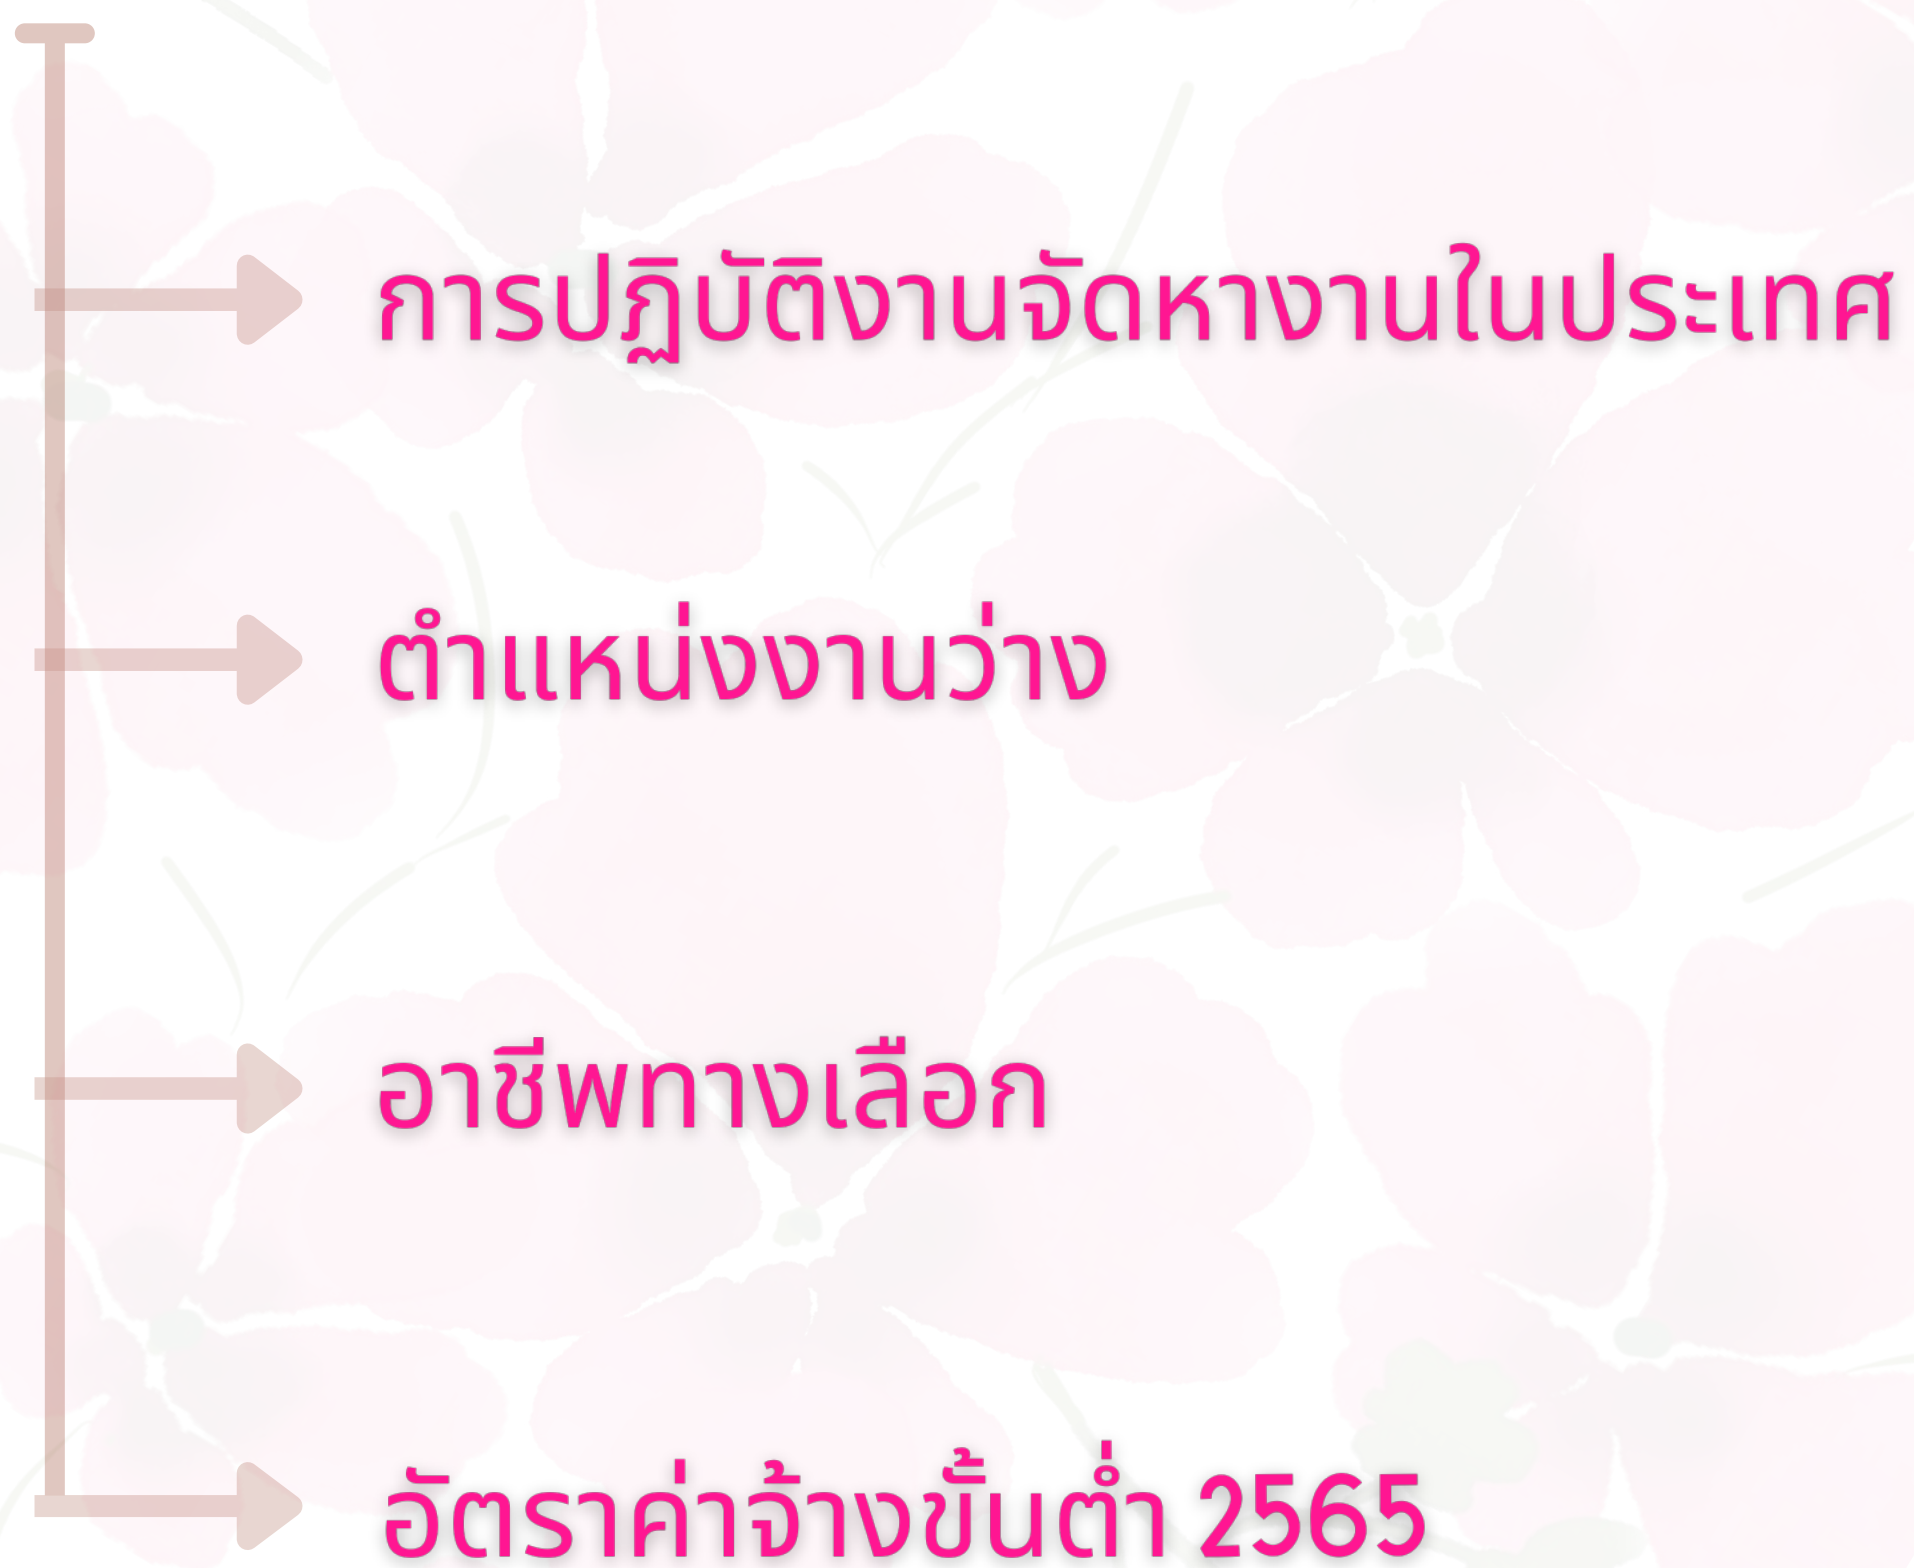 การปฏิบัติงานจัดหางานในประเทศ
ตำแหน่งงานว่าง
อาชีพทางเลือก
อัตราค่าจ้างขั้นต่ำ 2565